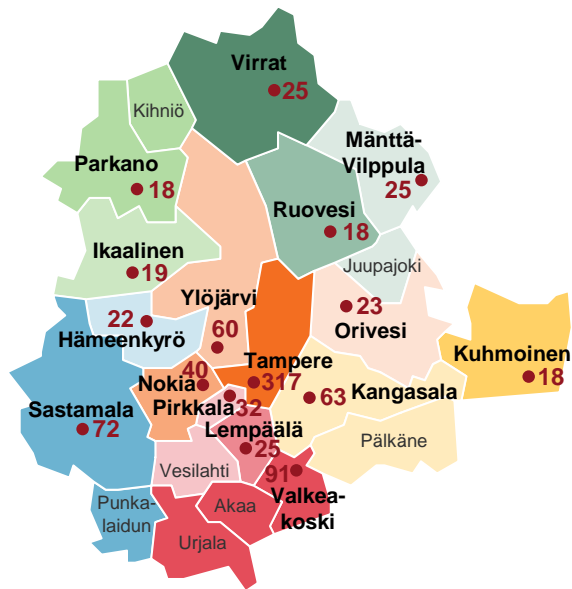 Virrat
25
Kihniö
Mänttä-
Vilppula
25
Parkano
18
Ruovesi
18
Ikaalinen
19
Juupajoki
Ylöjärvi
60
23
Orivesi
22
Hämeenkyrö
Kuhmoinen
18
Tampere
317
40
Nokia
Kangasala
63
Pirkkala
32
Sastamala
72
Lempäälä
25
Pälkäne
Vesilahti
91
Valkea-
koski
Punka-
laidun
Akaa
Urjala